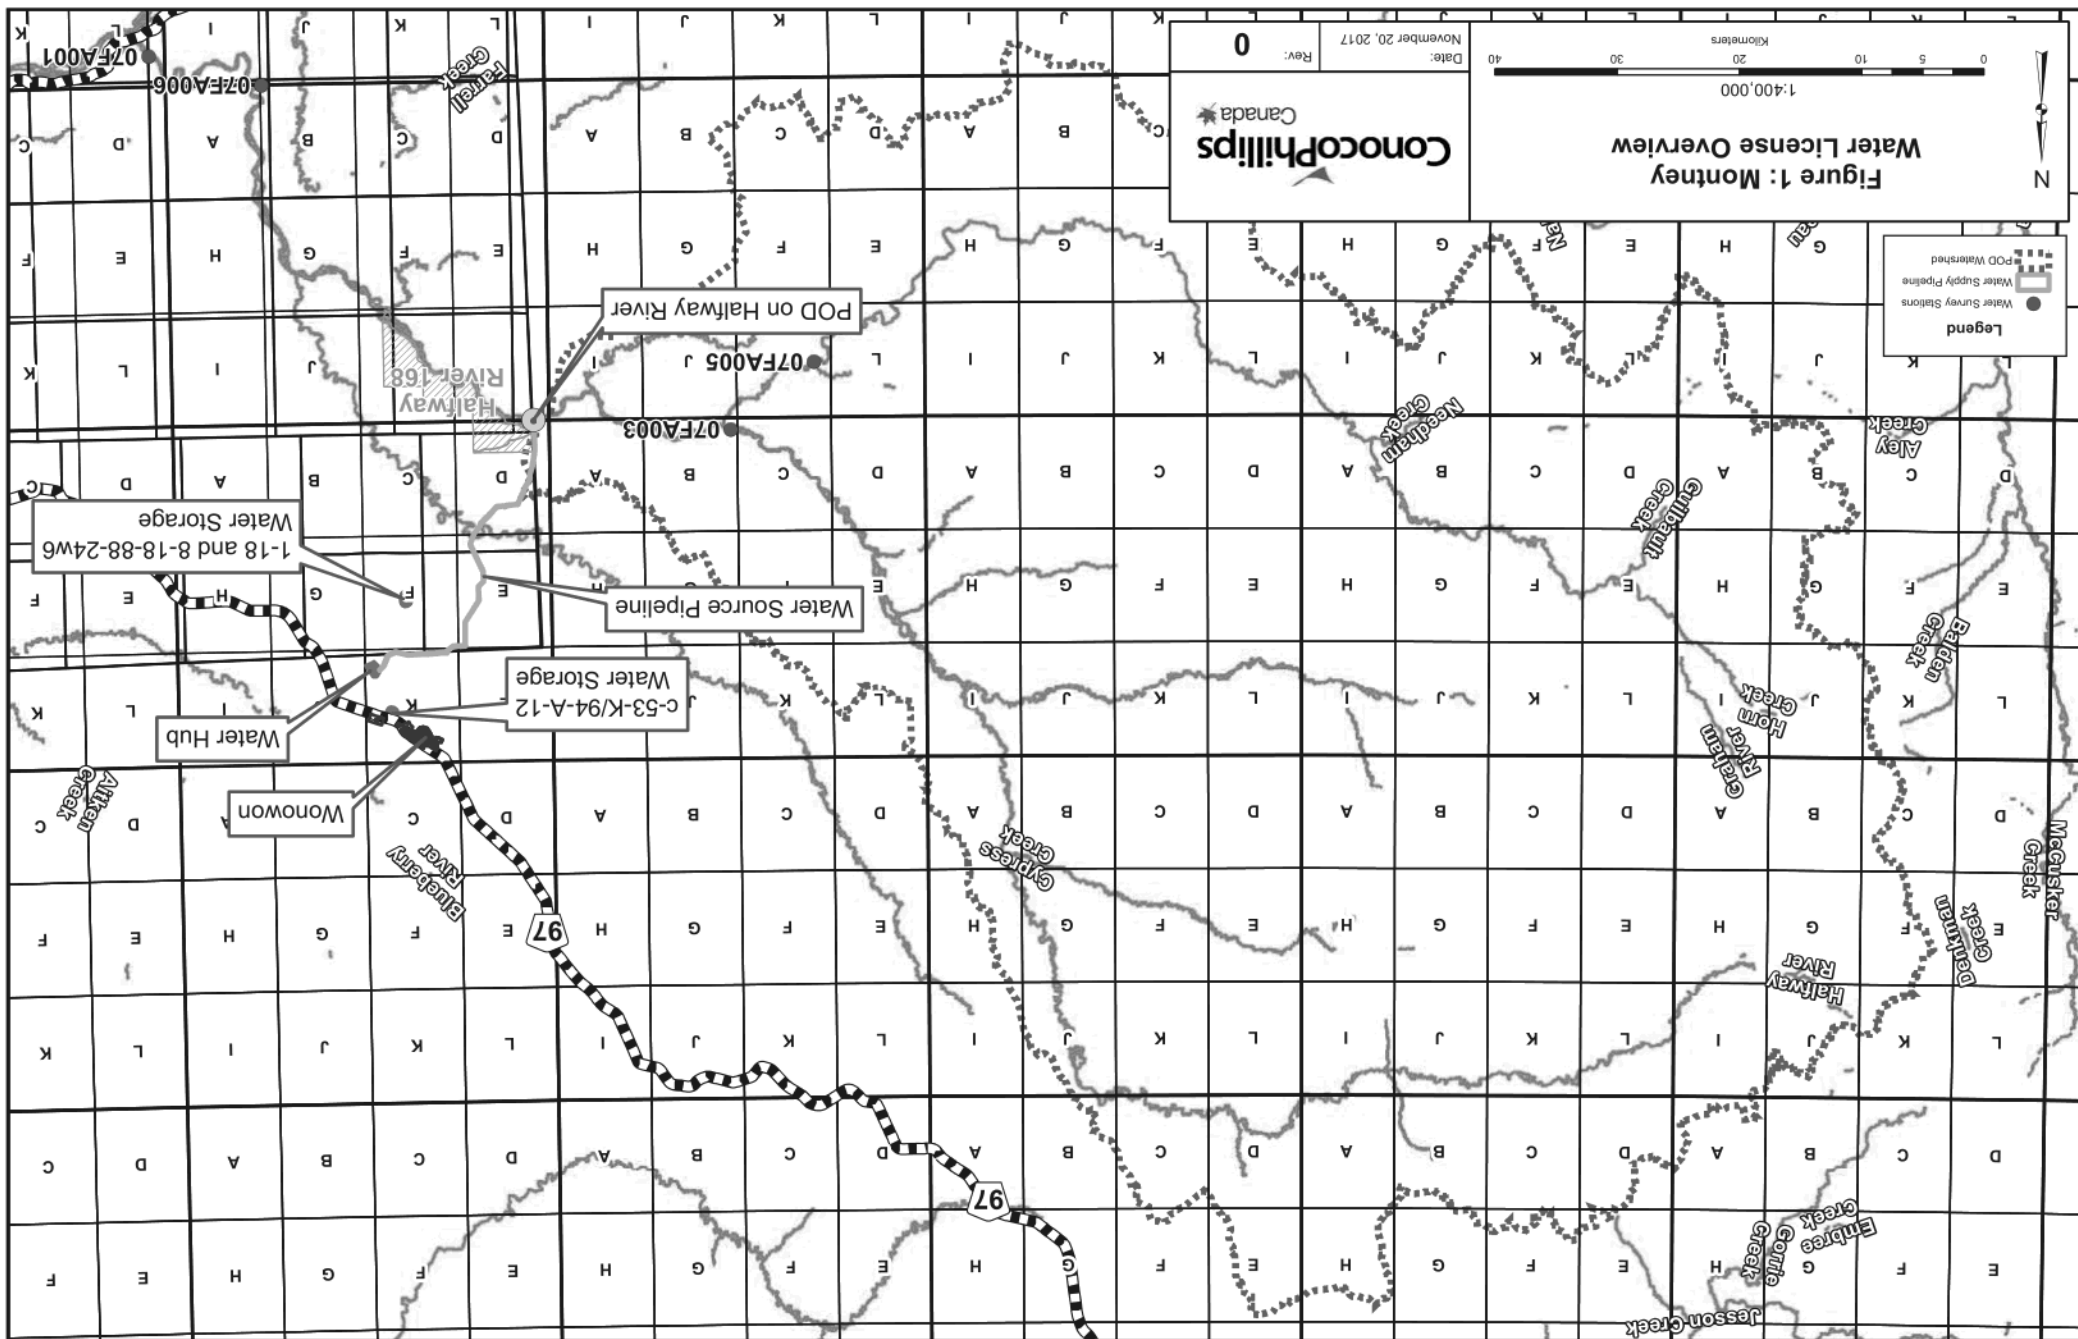 Jesson Creek
Gorrie
Creek
Embree
Creek
E F G H E F G H E F G H E F G H E F G H E F
97
D C B A D C B A D C B A D C B A D C B A D C
L K J I L K J I L K J I L K J I L K J I L K
Halfway
River
Denkman
Creek
97
E F G H E F G H E F G H E F G H E F G H E F
McCusker
Creek
Cypress
Creek
Blueberry
River
D C B A D C B A D C B A D C B A D C A D C
Aitken
Creek
Wonowon
Graham
River
Horn
Creek
Water Hub
c-53-K/94-A-12
Water Storage
L K J I L K J I L K J I L K J K I L K
Balden
Creek
Water Source Pipeline
E F G H E F G H E F G H E H E F G H E F
1-18 and 8-18-88-24w6
Water Storage
Guilbault
Creek
D C B A D C B A D C B A D C B A D C B A D C
Aley
Creek
Needham
Creek
07FA003
Halfway
River 168
07FA005
L K J I L K J I L K J I L J I J I L K
POD on Halfway River
Legend
Water Survey Stations
Water Supply Pipeline
POD Watershed
G H E F G H E F G H E F G H E F G H E F
N
Figure 1: Montney
Water License Overview
1:400,000
0 5 10 20 30 40
Kilometers
ConocoPhillips
Canada
Date:
November 20, 2017
Rev:
0
C B A D C B A D C B A D C
Farrell
Creek
07FA006
07FA001
K J I L K J I L K J I L K